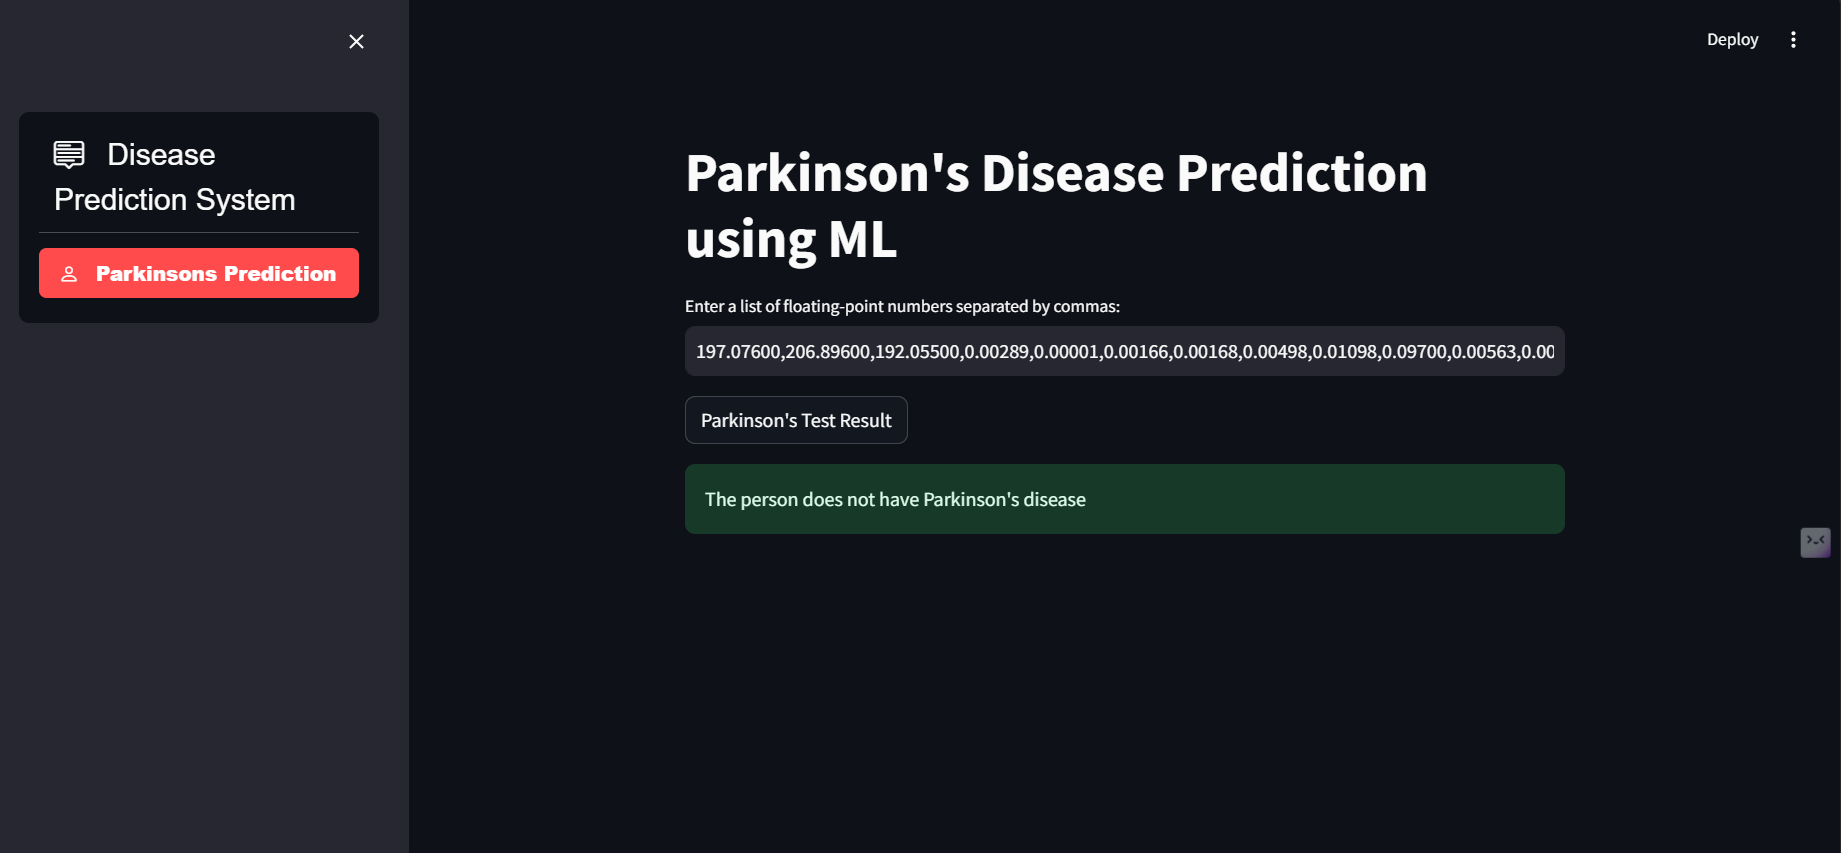 Deploy
Disease
Prediction System
Parkinsons Prediction
Parkinson's Disease Prediction
using ML
Enter a list of floating-point numbers separated by commas:
197.07600,206.89600,192.05500,0.00289,0.00001,0.00166,0.00168,0.00498,0.01098,0.09700,0.00563,0.00
Parkinson's Test Result
The person does not have Parkinson's disease